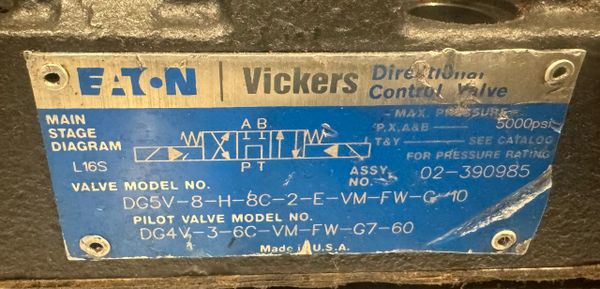 EATON | Vickers Directional
Control Valve
MAIN
STAGE
DIAGRAM
A B
P T
L16S
MAX. PRESSURE
P,X,A&B 5000psi
T&Y SEE CATALOG
FOR PRESSURE RATING
ASSY.
NO. 02-390985
VALVE MODEL NO.
DG5V-8-H-8C-2-E-VM-FW-G-10
PILOT VALVE MODEL NO.
DG4V-3-6C-VM-FW-G7-60
Made in U.S.A.